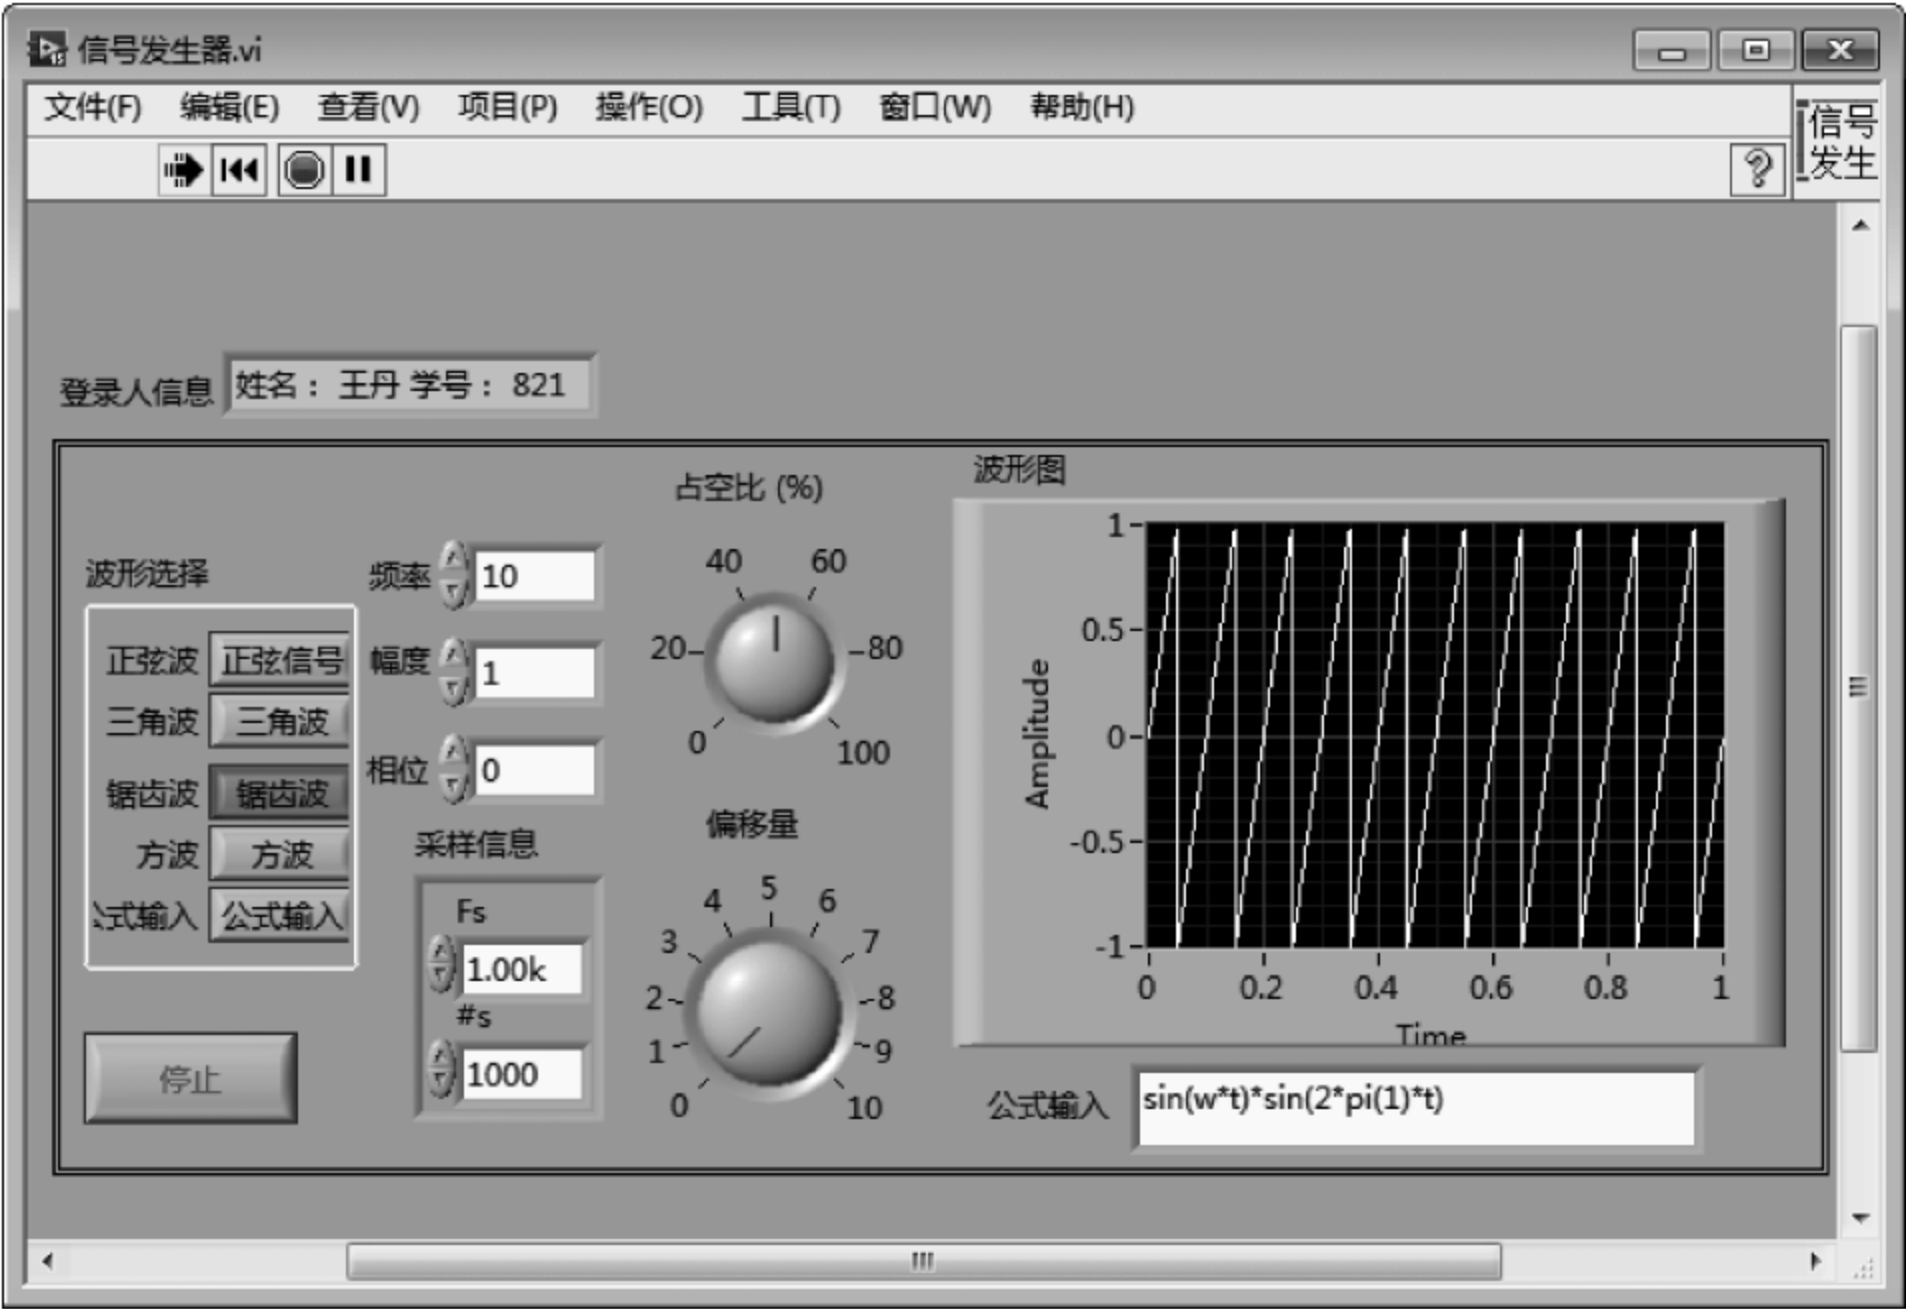 信号发生器.vi
文件(F) 编辑(E) 查看(V) 项目(P) 操作(O) 工具(T) 窗口(W) 帮助(H)
信号
发生
登录人信息 姓名： 王丹 学号： 821
波形选择
正弦波 正弦信号
三角波 三角波
锯齿波 锯齿波
方波 方波
公式输入 公式输入
停止
频率 10
幅度 1
相位 0
采样信息
Fs
1.00k
#s
1000
占空比 (%)
40 60
20 80
0 100
偏移量
5
4 6
3 7
2 8
1 9
0 10
波形图
1
0.5
0
-0.5
-1
Amplitude
0 0.2 0.4 0.6 0.8 1
Time
公式输入 sin(w*t)*sin(2*pi(1)*t)